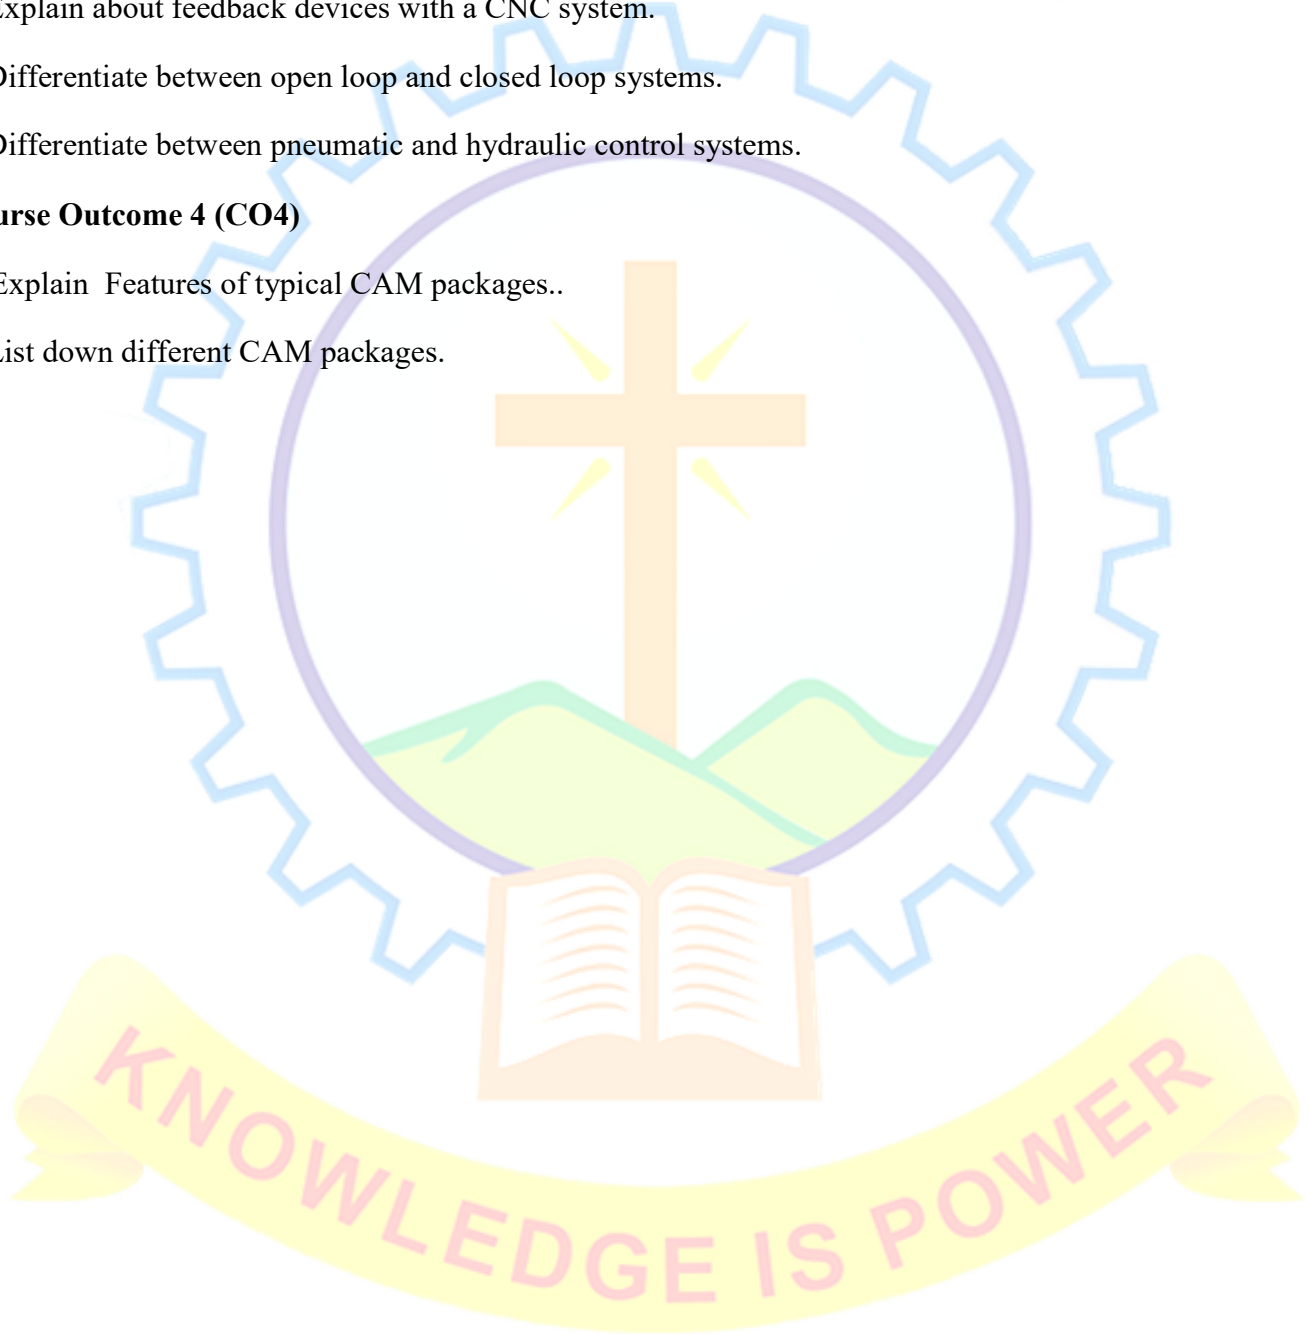 Explain about feedback devices with a CNC system.
Differentiate between open loop and closed loop systems.
Differentiate between pneumatic and hydraulic control systems.
urse Outcome 4 (CO4)
Explain  Features of typical CAM packages..
List down different CAM packages.
KNOWLEDGE IS POWER